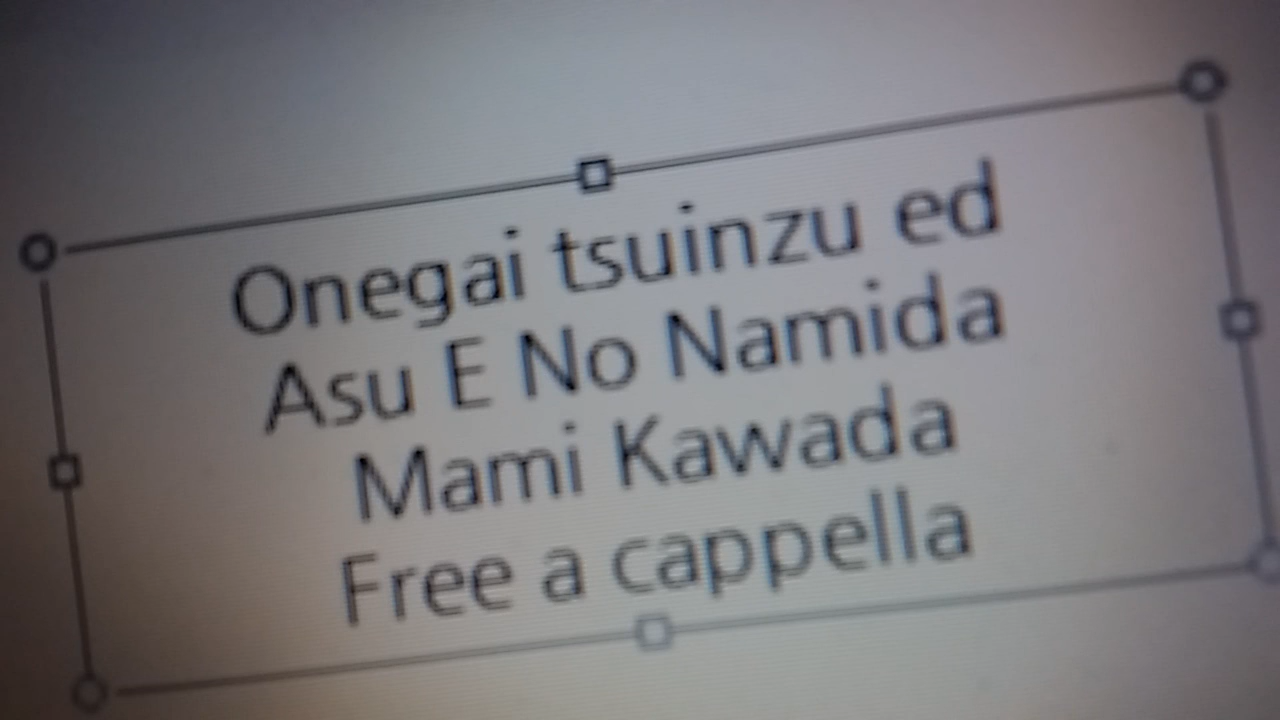 Onegai tsuinzu ed
Asu E No Namida
Mami Kawada
Free a cappella